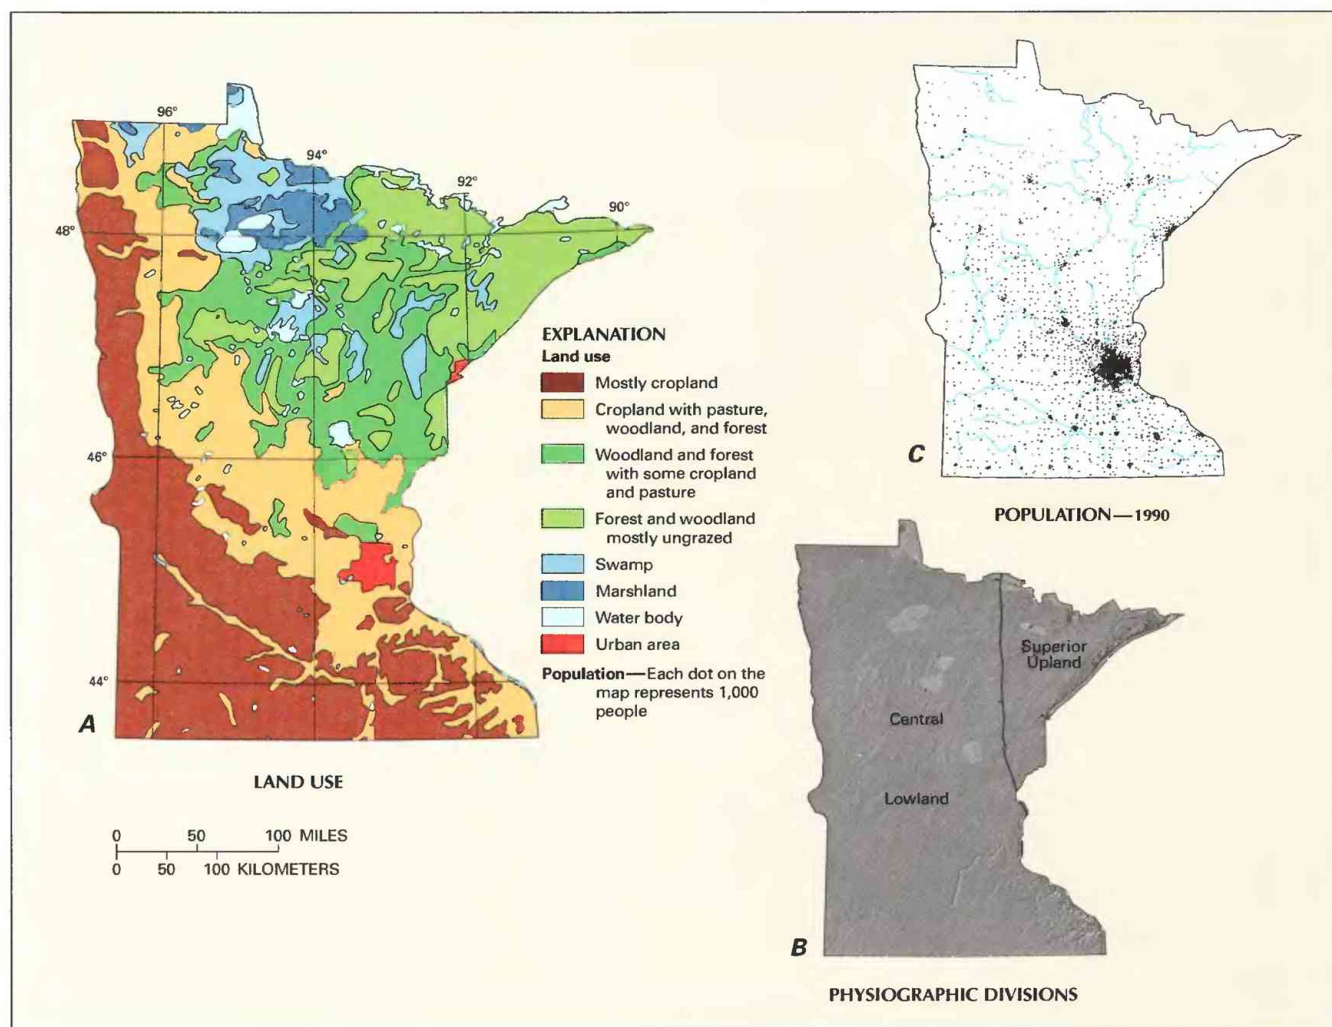 96°
94°
92°
90°
48°
46°
44°
A
LAND USE
0 50 100 MILES
0 50 100 KILOMETERS
EXPLANATION
Land use
Mostly cropland
Cropland with pasture,
woodland, and forest
Woodland and forest
with some cropland
and pasture
Forest and woodland
mostly ungrazed
Swamp
Marshland
Water body
Urban area
Population—Each dot on the
map represents 1,000
people
C
POPULATION—1990
Superior
Upland
Central
Lowland
B
PHYSIOGRAPHIC DIVISIONS